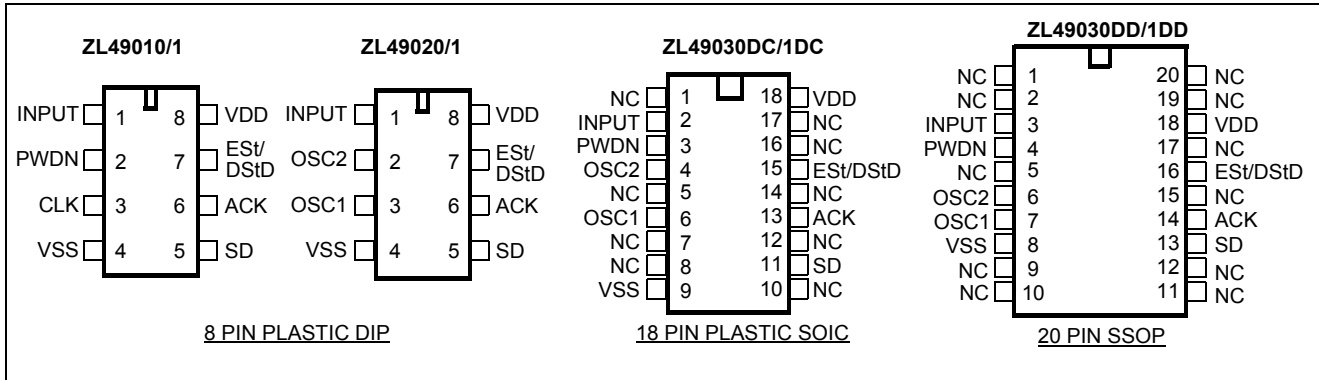 ZL49010/1
INPUT 1 8 VDD
PWDN 2 7 ESt/
DStD
CLK 3 6 ACK
VSS 4 5 SD
ZL49020/1
INPUT 1 8 VDD
OSC2 2 7 ESt/
DStD
OSC1 3 6 ACK
VSS 4 5 SD
8 PIN PLASTIC DIP
ZL49030DC/1DC
NC 1 18 VDD
INPUT 2 17 NC
PWDN 3 16 NC
OSC2 4 15 ESt/DStD
NC 5 14 NC
OSC1 6 13 ACK
NC 7 12 NC
NC 8 11 SD
VSS 9 10 NC
18 PIN PLASTIC SOIC
ZL49030DD/1DD
NC 1 20 NC
NC 2 19 NC
INPUT 3 18 VDD
PWDN 4 17 NC
NC 5 16 ESt/DStD
OSC2 6 15 NC
OSC1 7 14 ACK
VSS 8 13 SD
NC 9 12 NC
NC 10 11 NC
20 PIN SSOP